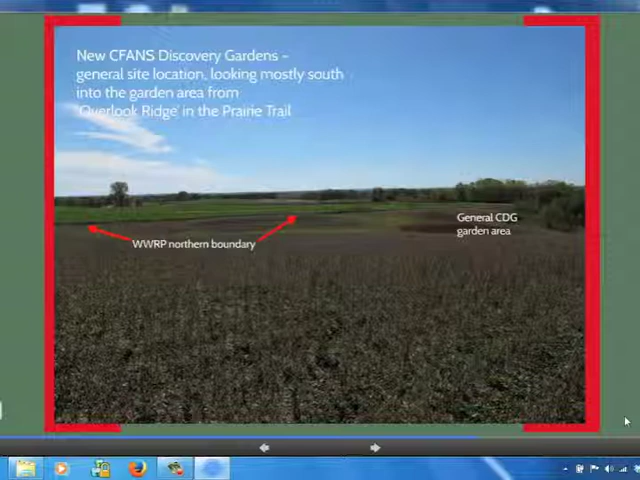 New CFANS Discovery Gardens –
general site location, looking mostly south
into the garden area from
'Overlook Ridge' in the Prairie Trail
General CDG
garden area
WWRP northern boundary